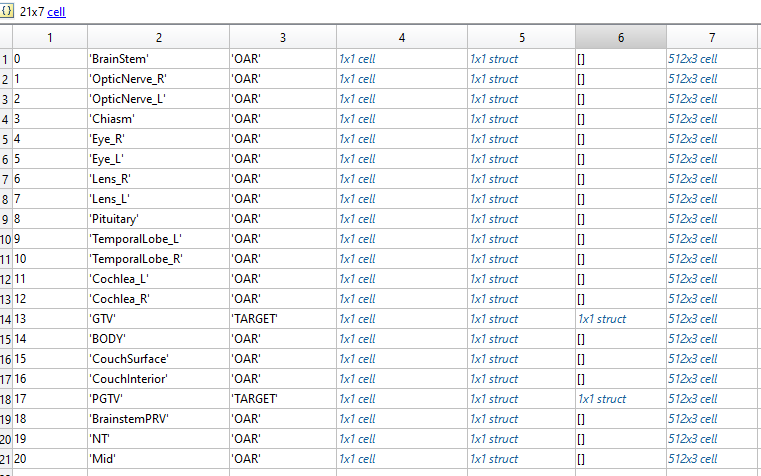 {} 21x7 cell
1 2 3 4 5 6 7
1 0 'BrainStem' 'OAR' 1x1 cell 1x1 struct [] 512x3 cell
2 1 'OpticNerve_R' 'OAR' 1x1 cell 1x1 struct [] 512x3 cell
3 2 'OpticNerve_L' 'OAR' 1x1 cell 1x1 struct [] 512x3 cell
4 3 'Chiasm' 'OAR' 1x1 cell 1x1 struct [] 512x3 cell
5 4 'Eye_R' 'OAR' 1x1 cell 1x1 struct [] 512x3 cell
6 5 'Eye_L' 'OAR' 1x1 cell 1x1 struct [] 512x3 cell
7 6 'Lens_R' 'OAR' 1x1 cell 1x1 struct [] 512x3 cell
8 7 'Lens_L' 'OAR' 1x1 cell 1x1 struct [] 512x3 cell
9 8 'Pituitary' 'OAR' 1x1 cell 1x1 struct [] 512x3 cell
10 9 'TemporalLobe_L' 'OAR' 1x1 cell 1x1 struct [] 512x3 cell
11 10 'TemporalLobe_R' 'OAR' 1x1 cell 1x1 struct [] 512x3 cell
12 11 'Cochlea_L' 'OAR' 1x1 cell 1x1 struct [] 512x3 cell
13 12 'Cochlea_R' 'OAR' 1x1 cell 1x1 struct [] 512x3 cell
14 13 'GTV' 'TARGET' 1x1 cell 1x1 struct 1x1 struct 512x3 cell
15 14 'BODY' 'OAR' 1x1 cell 1x1 struct [] 512x3 cell
16 15 'CouchSurface' 'OAR' 1x1 cell 1x1 struct [] 512x3 cell
17 16 'CouchInterior' 'OAR' 1x1 cell 1x1 struct [] 512x3 cell
18 17 'PGTV' 'TARGET' 1x1 cell 1x1 struct 1x1 struct 512x3 cell
19 18 'BrainstemPRV' 'OAR' 1x1 cell 1x1 struct [] 512x3 cell
20 19 'NT' 'OAR' 1x1 cell 1x1 struct [] 512x3 cell
21 20 'Mid' 'OAR' 1x1 cell 1x1 struct [] 512x3 cell